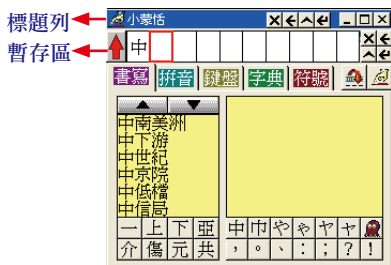 標題列 小蒙恬
暫存區 中
書寫 拼音 鍵盤 字典 符號
中南美洲
中下游
中世紀
中京院
中低檔
中信局
一 上 下 亞 中 巾 や ゃ ヤ ャ
介 傷 元 共 , 。 、 : ; ? !